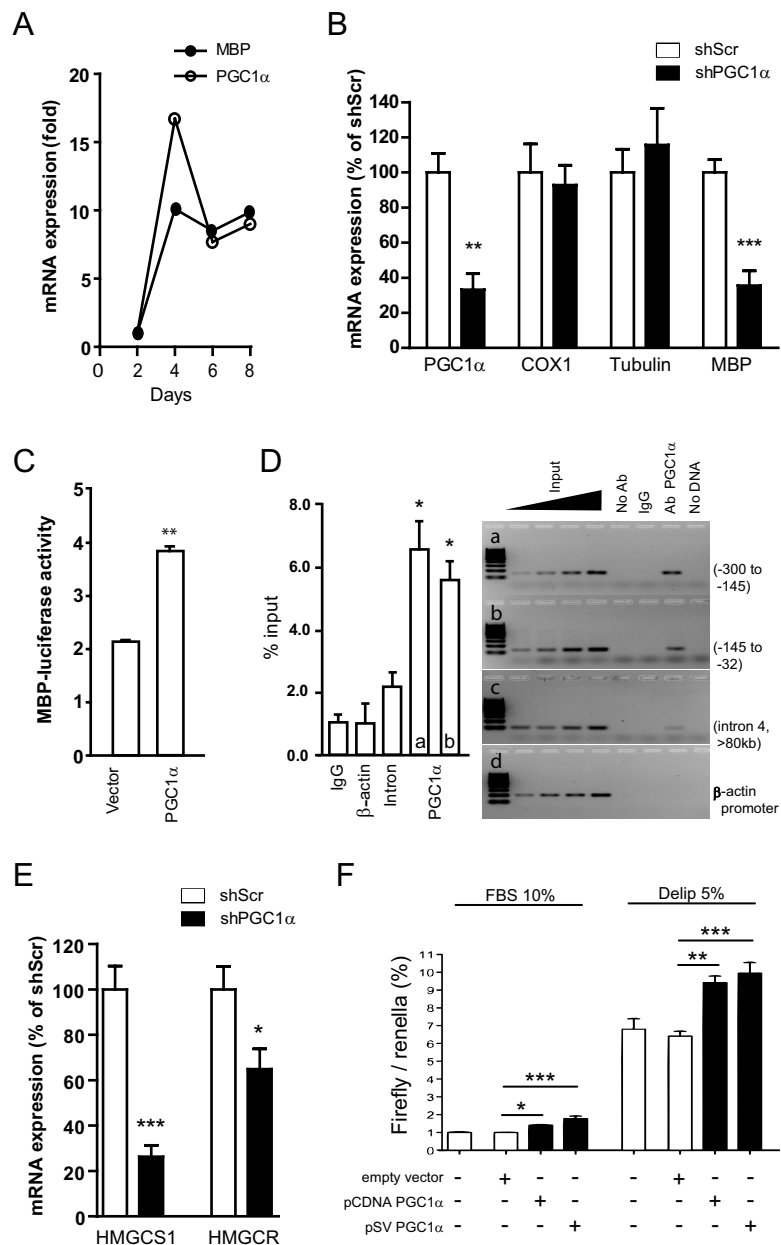 A
MBP
PGC1α
mRNA expression (fold)
20
15
10
5
0
0 2 4 6 8
Days
B
shScr
shPGC1α
mRNA expression (% of shScr)
140
120
100
80
60
40
20
0
**
***
PGC1α COX1 Tubulin MBP
C
MBP-luciferase activity
5
4
3
2
1
0
**
Vector
PGC1α
D
% input
8.0
6.0
4.0
2.0
0.0
*
*
a
b
IgG
β-actin
Intron
PGC1α
Input
No Ab
IgG
Ab PGC1α
No DNA
a
(-300 to
-145)
b
(-145 to
-32)
c
(intron 4,
>80kb)
d
β-actin
promoter
E
shScr
shPGC1α
mRNA expression (% of shScr)
120
100
80
60
40
20
0
***
*
HMGCS1 HMGCR
F
FBS 10%
Delip 5%
Firefly / renella (%)
11
10
9
8
7
6
5
4
3
2
1
0
***
*
***
**
empty vector - + - - - + - -
pCDNA PGC1α - - + - - - + -
pSV PGC1α - - - + - - - +